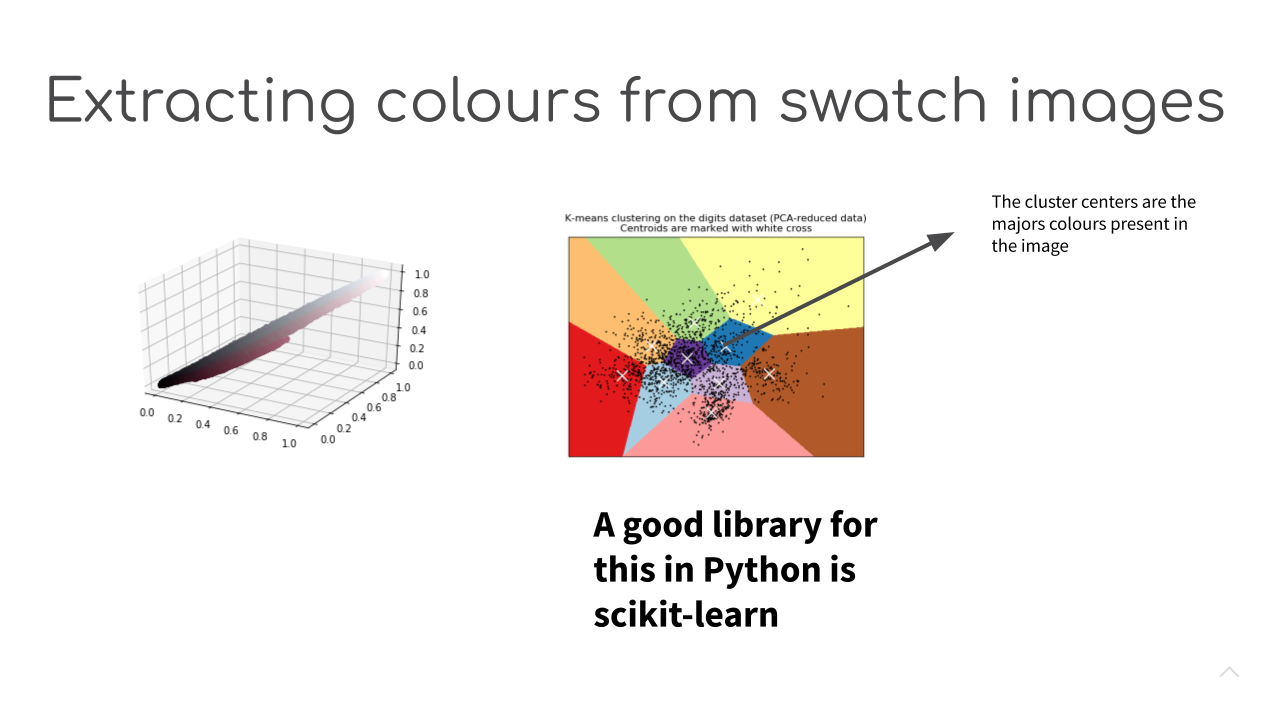 Extracting colours from swatch images
The cluster centers are the
majors colours present in
the image
K-means clustering on the digits dataset (PCA-reduced data)
Centroids are marked with white cross
1.0
0.8
0.6
0.4
0.2
0.0
1.0
0.8
0.6
0.4
0.2
0.0
0.0
0.2
0.4
0.6
0.8
1.0
A good library for
this in Python is
scikit-learn